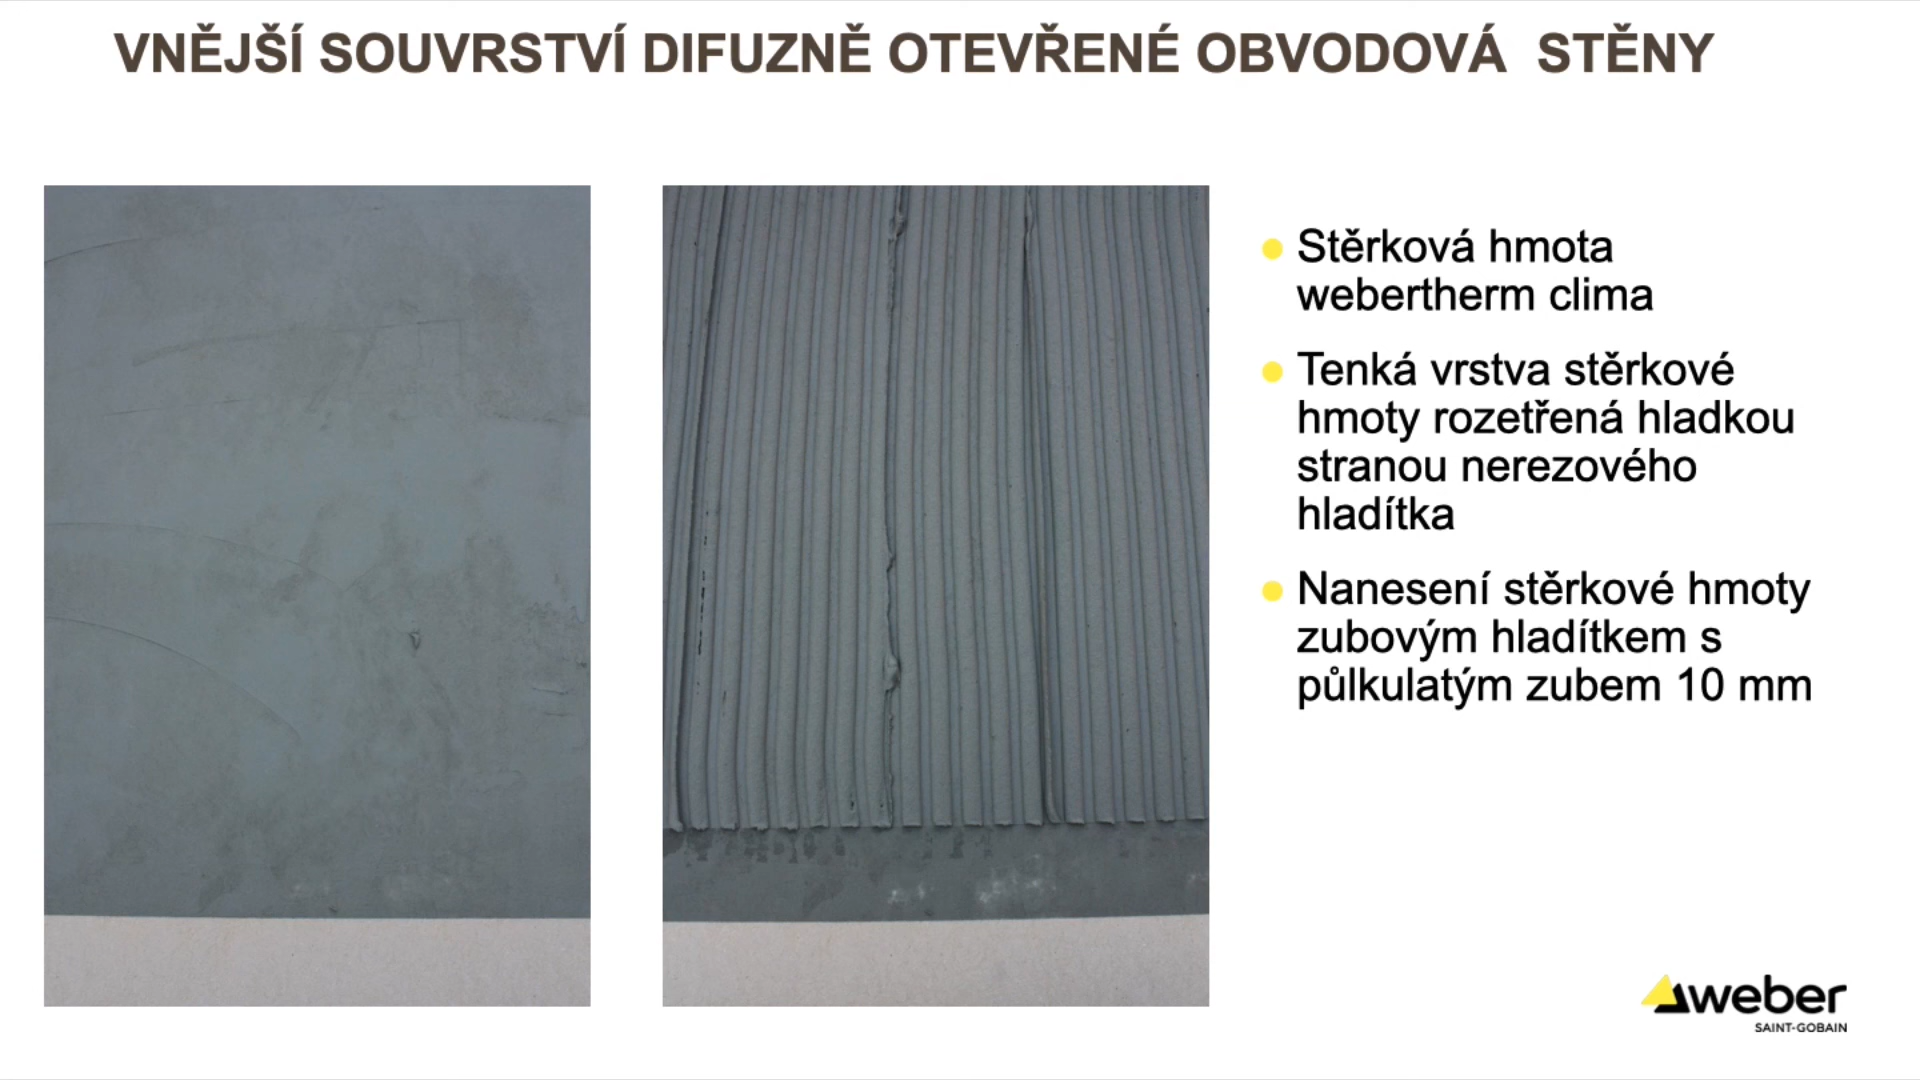 VNĚJŠÍ SOUVRSTVÍ DIFUZNĚ OTEVŘENÉ OBVODOVÁ STĚNY
Stěrková hmota
webertherm clima
Tenká vrstva stěrkové
hmoty rozetřená hladkou
stranou nerezového
hladítka
Nanesení stěrkové hmoty
zubovým hladítkem s
půlkulatým zubem 10 mm
weber
SAINT-GOBAIN